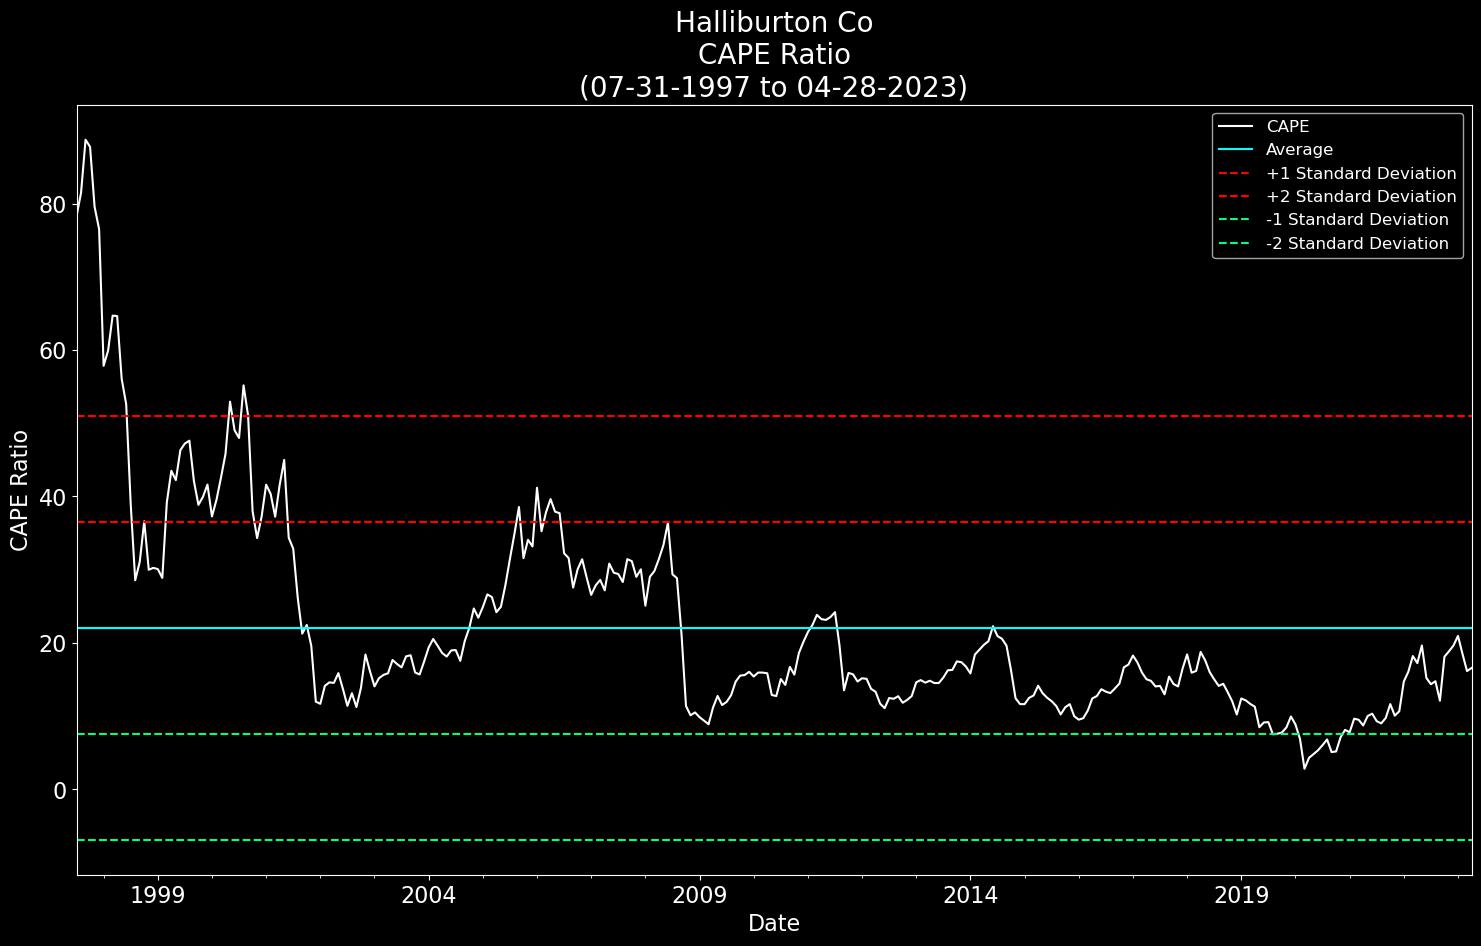 Halliburton Co
CAPE Ratio
(07-31-1997 to 04-28-2023)
CAPE
Average
+1 Standard Deviation
+2 Standard Deviation
-1 Standard Deviation
-2 Standard Deviation
80
60
40
20
0
CAPE Ratio
1999 2004 2009 2014 2019
Date